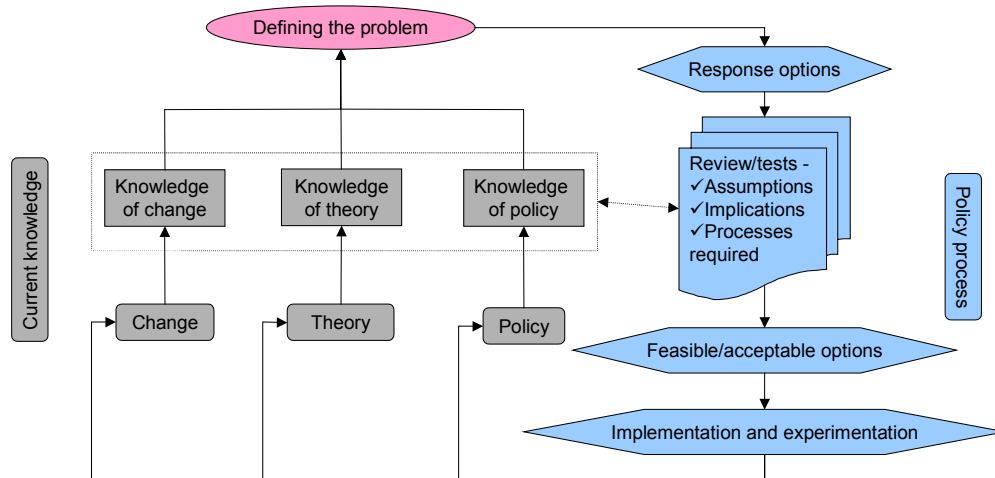 Defining the problem
Response options
Current knowledge
Knowledge
of change
Knowledge
of theory
Knowledge
of policy
Review/tests -
✓Assumptions
✓Implications
✓Processes
required
Policy process
Change
Theory
Policy
Feasible/acceptable options
Implementation and experimentation